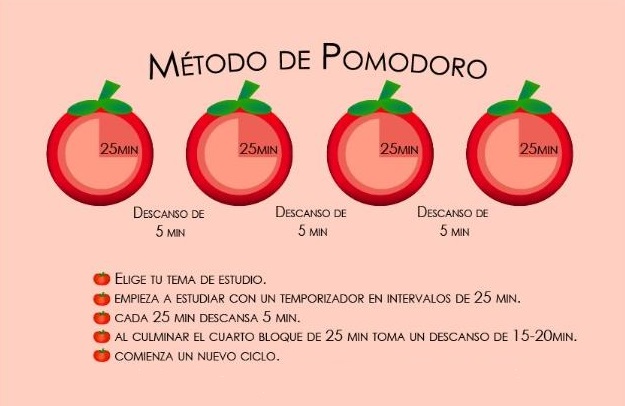 Método de Pomodoro
25min 25min 25min 25min
Descanso de Descanso de Descanso de
5 min 5 min 5 min
Elige tu tema de estudio.
empieza a estudiar con un temporizador en intervalos de 25 min.
cada 25 min descansa 5 min.
al culminar el cuarto bloque de 25 min toma un descanso de 15-20min.
comienza un nuevo ciclo.